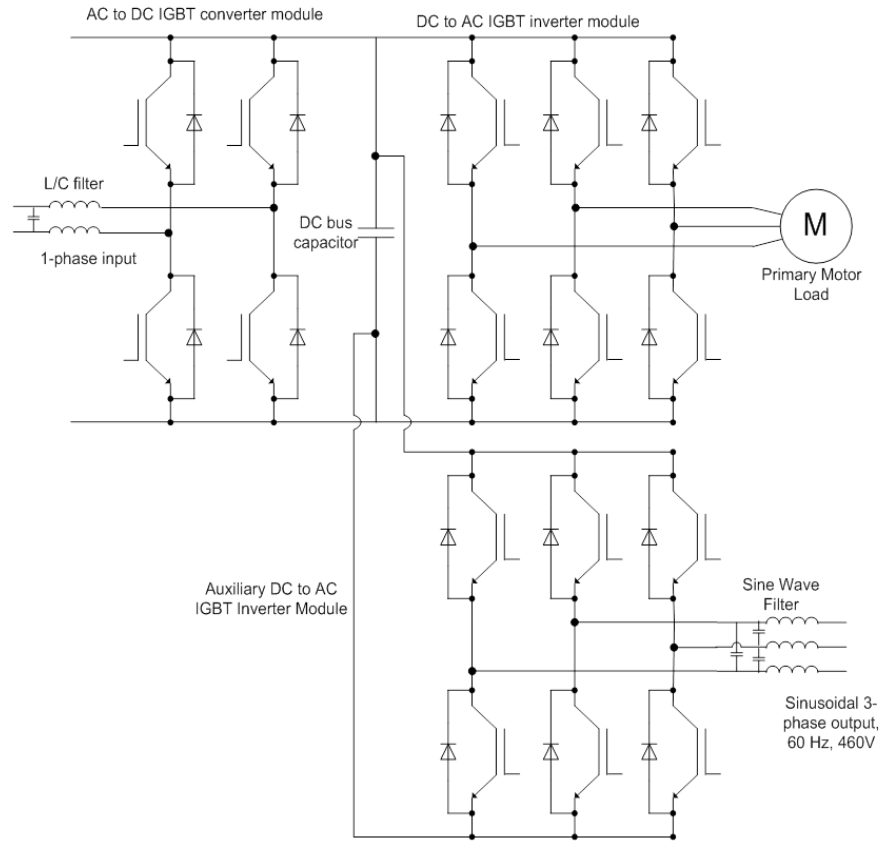 AC to DC IGBT converter module
DC to AC IGBT inverter module
L/C filter
1-phase input
DC bus
capacitor
M
Primary Motor
Load
Auxiliary DC to AC
IGBT Inverter Module
Sine Wave
Filter
Sinusoidal 3-
phase output,
60 Hz, 460V